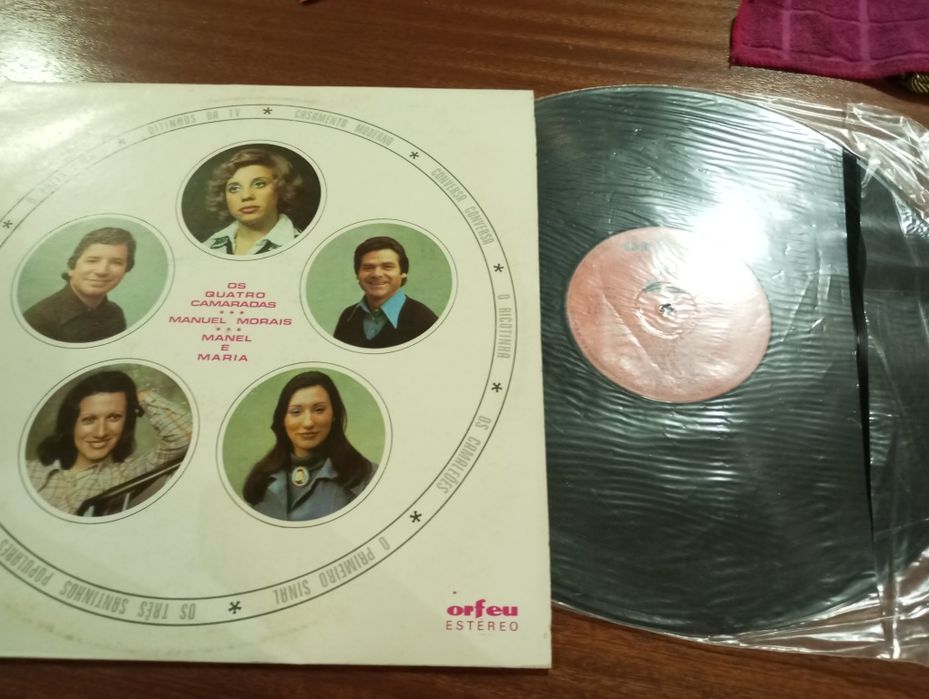 DITINHOS DA TV
CASAMENTO MODERNO
CONVERSA CONVERSA
O BIGOTINHA
OS CAMALEÕES
O PRIMEIRO SINAL
OS TRÊS SANTINHOS POPULARES
OS
QUATRO
CAMARADAS
***
MANUEL MORAIS
***
MANEL
E
MARIA
orfeu
ESTÉREO